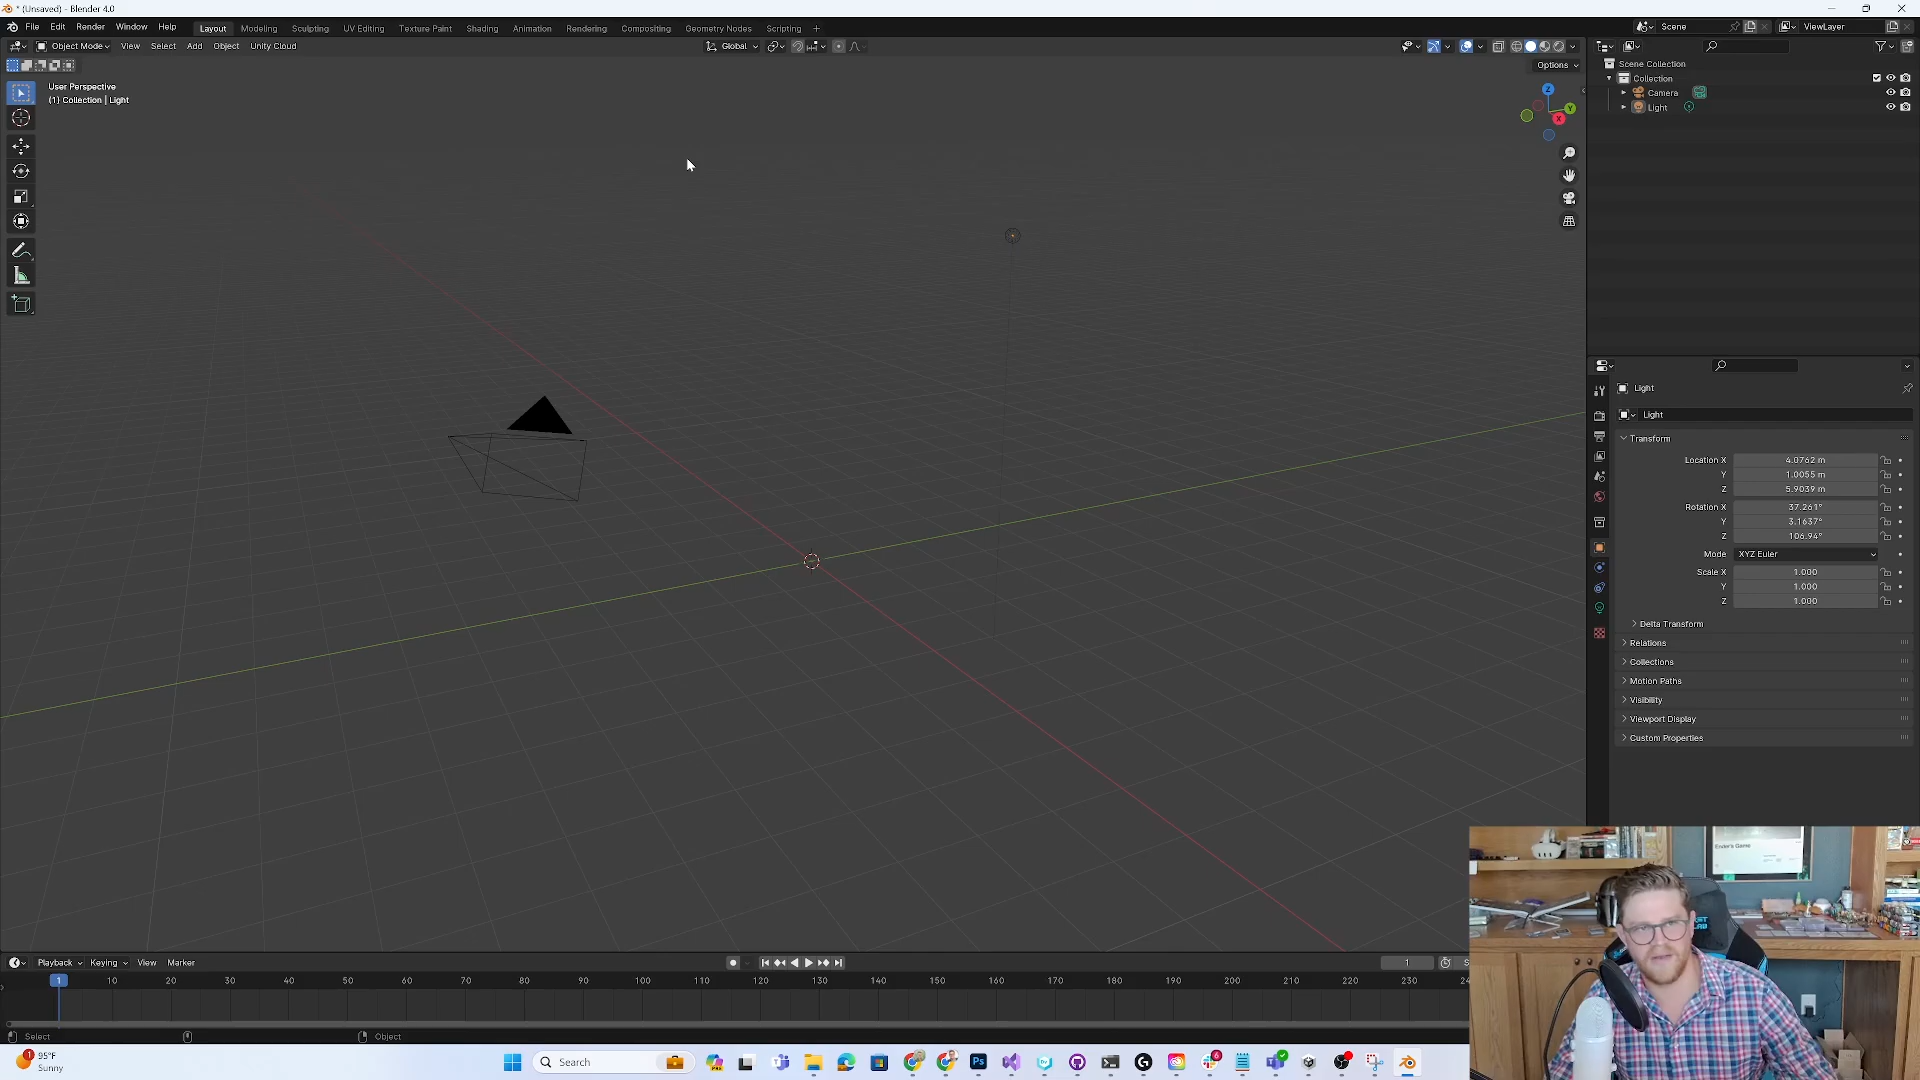 * (Unsaved) - Blender 4.0
File Edit Render Window Help
Layout Modeling Sculpting UV Editing Texture Paint Shading Animation Rendering Compositing Geometry Nodes Scripting +
Scene
ViewLayer
Object Mode View Select Add Object Unity Cloud
Global
Options
User Perspective
(1) Collection | Light
Z
Y
X
Scene Collection
Collection
Camera
Light
Light
Light
Transform
Location X 4.0762 m
Y 1.0055 m
Z 5.9039 m
Rotation X 37.261°
Y 3.1637°
Z 106.94°
Mode XYZ Euler
Scale X 1.000
Y 1.000
Z 1.000
Delta Transform
Relations
Collections
Motion Paths
Visibility
Viewport Display
Custom Properties
Ender's Game
Playback Keying View Marker
1
1 10 20 30 40 50 60 70 80 90 100 110 120 130 140 150 160 170 180 190 200 210 220 230
Select
Object
1
95°F
Sunny
Search
Ps
6